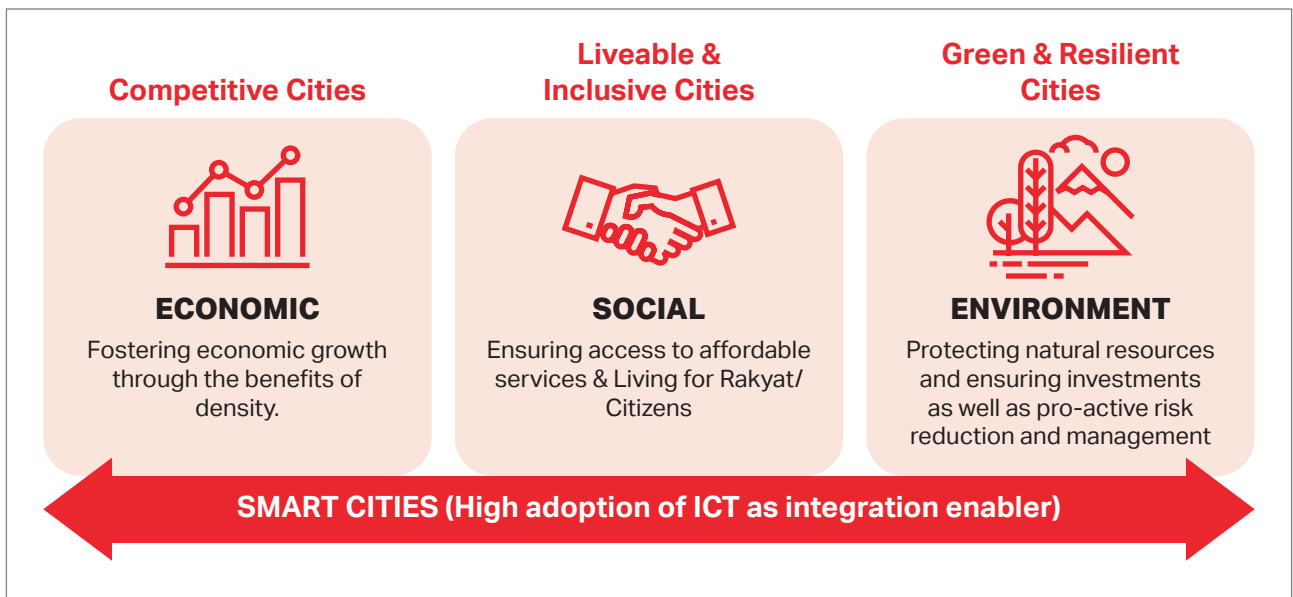 Competitive Cities
Liveable &
Inclusive Cities
Green & Resilient
Cities
ECONOMIC
Fostering economic growth
through the benefits of
density.
SOCIAL
Ensuring access to affordable
services & Living for Rakyat/
Citizens
ENVIRONMENT
Protecting natural resources
and ensuring investments
as well as pro-active risk
reduction and management
SMART CITIES (High adoption of ICT as integration enabler)